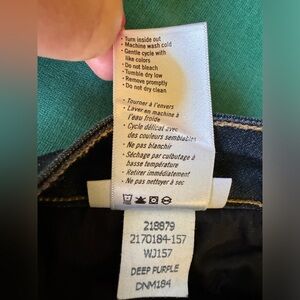 • Turn inside out
• Machine wash cold
• Gentle cycle with
like colors
• Do not bleach
• Tumble dry low
• Remove promptly
• Do not dry clean
• Tourner à l'envers
• Laver en machine à
l'eau froide
• Cycle délicat avec
des couleurs semblables
• Ne pas blanchir
• Séchage par culbutage à
basse température
• Retirer immédiatement
• Ne pas nettoyer à sec
218879
2170184-157
WJ157
DEEP PURPLE
DNM184